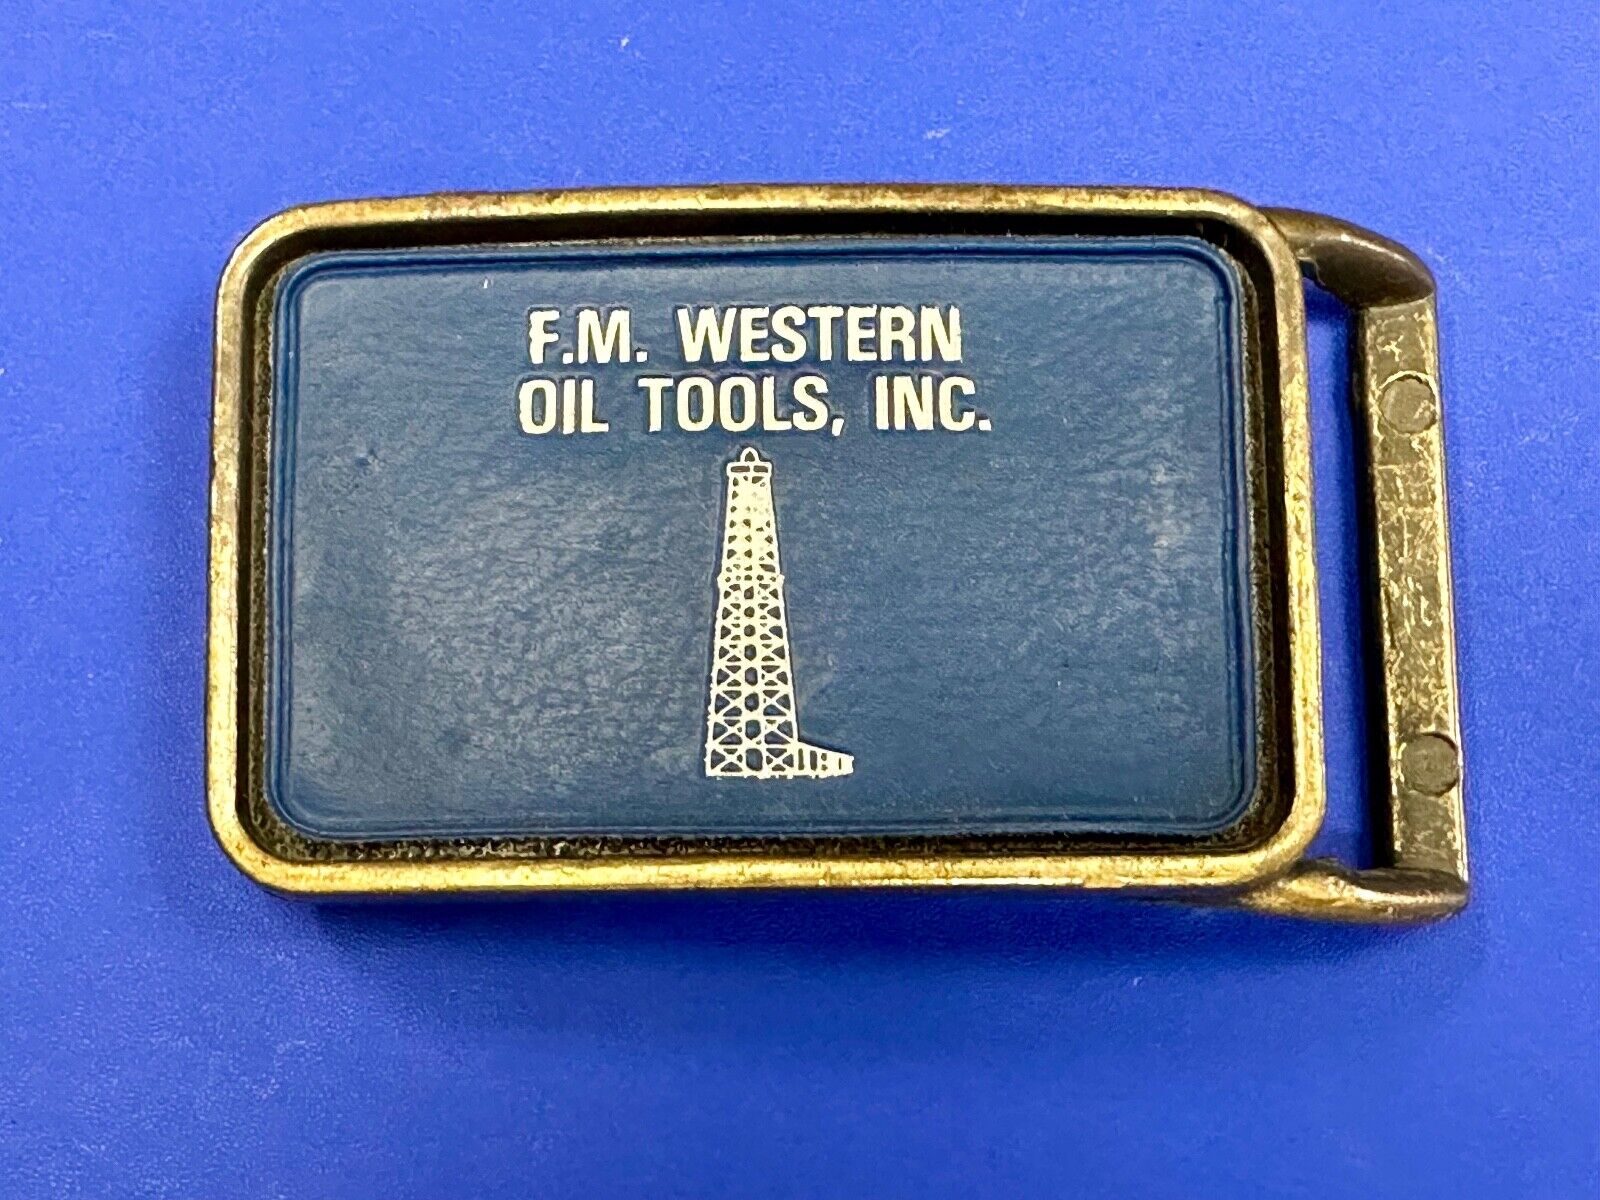 F.M. WESTERN
OIL TOOLS, INC.